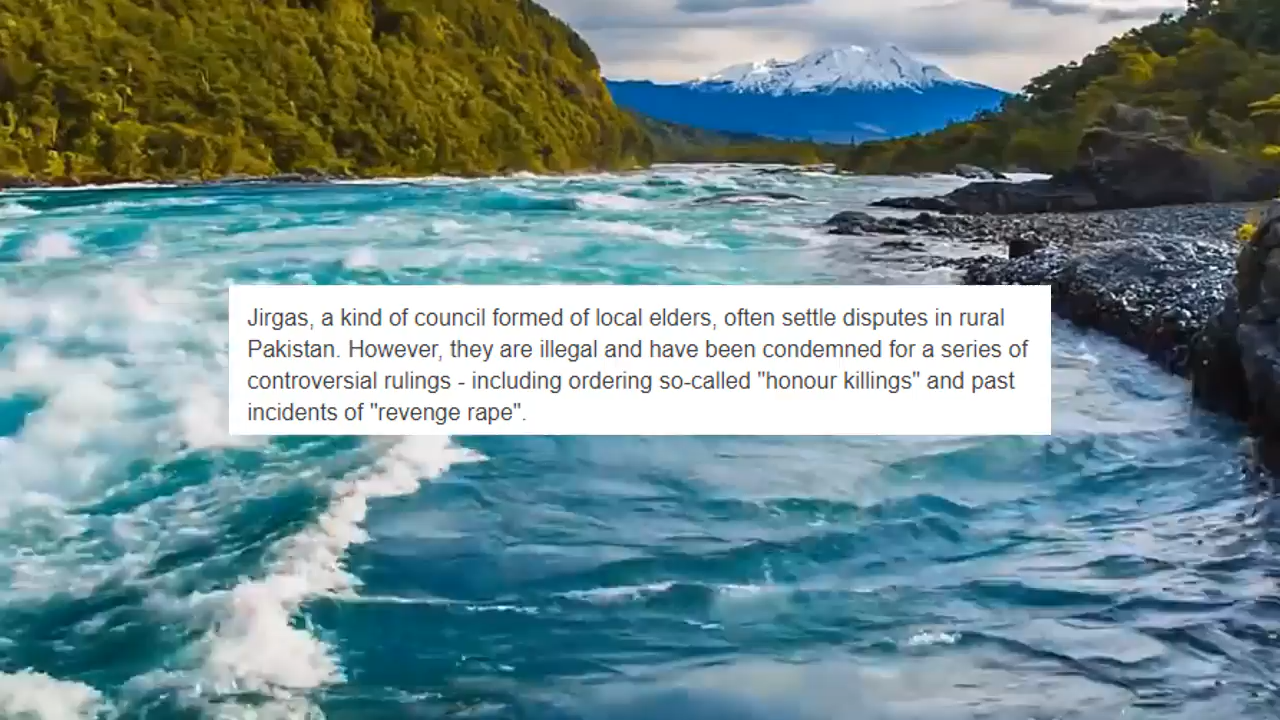 Jirgas, a kind of council formed of local elders, often settle disputes in rural
Pakistan. However, they are illegal and have been condemned for a series of
controversial rulings - including ordering so-called "honour killings" and past
incidents of "revenge rape".